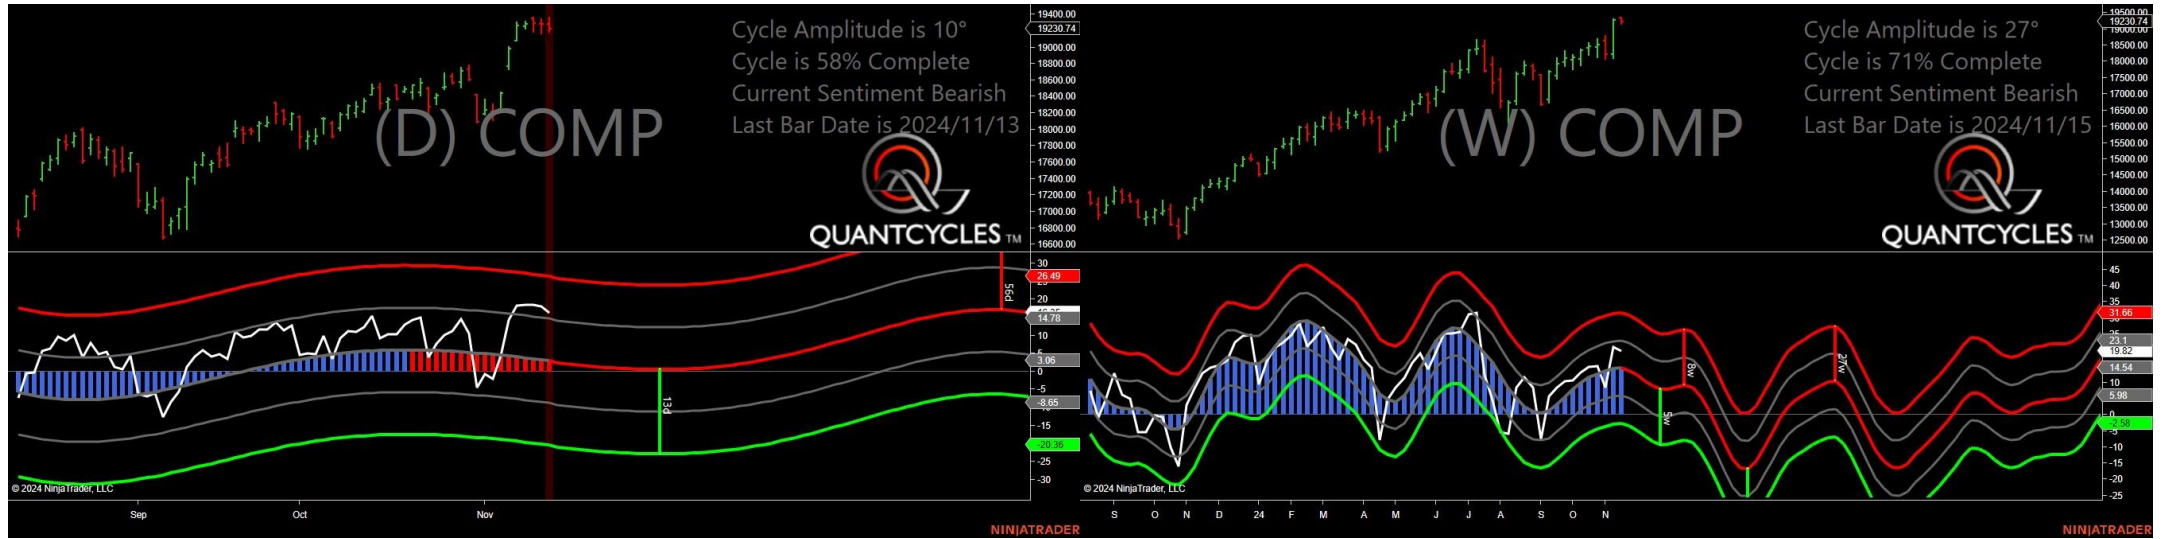 Cycle Amplitude is 10°
Cycle is 58% Complete
Current Sentiment Bearish
Last Bar Date is 2024/11/13
(D) COMP
QUANTCYCLES TM
19400.00
19230.74
19000.00
18800.00
18600.00
18400.00
18200.00
18000.00
17800.00
17600.00
17400.00
17200.00
17000.00
16800.00
16600.00
30
26.49
20
14.78
10
3.06
0
-5
-8.65
-15
-20.36
-25
-30
56d
13d
© 2024 NinjaTrader, LLC
Sep
Oct
Nov
NINJATRADER
Cycle Amplitude is 27°
Cycle is 71% Complete
Current Sentiment Bearish
Last Bar Date is 2024/11/15
(W) COMP
QUANTCYCLES TM
19500.00
19230.74
18500.00
18000.00
17500.00
17000.00
16500.00
16000.00
15500.00
15000.00
14500.00
14000.00
13500.00
13000.00
12500.00
45
40
35
31.66
23.1
19.82
14.54
10
5.98
0
-2.58
-10
-15
-20
-25
27w
5w
© 2024 NinjaTrader, LLC
S O N D 24 F M A M J J A S O N
NINJATRADER